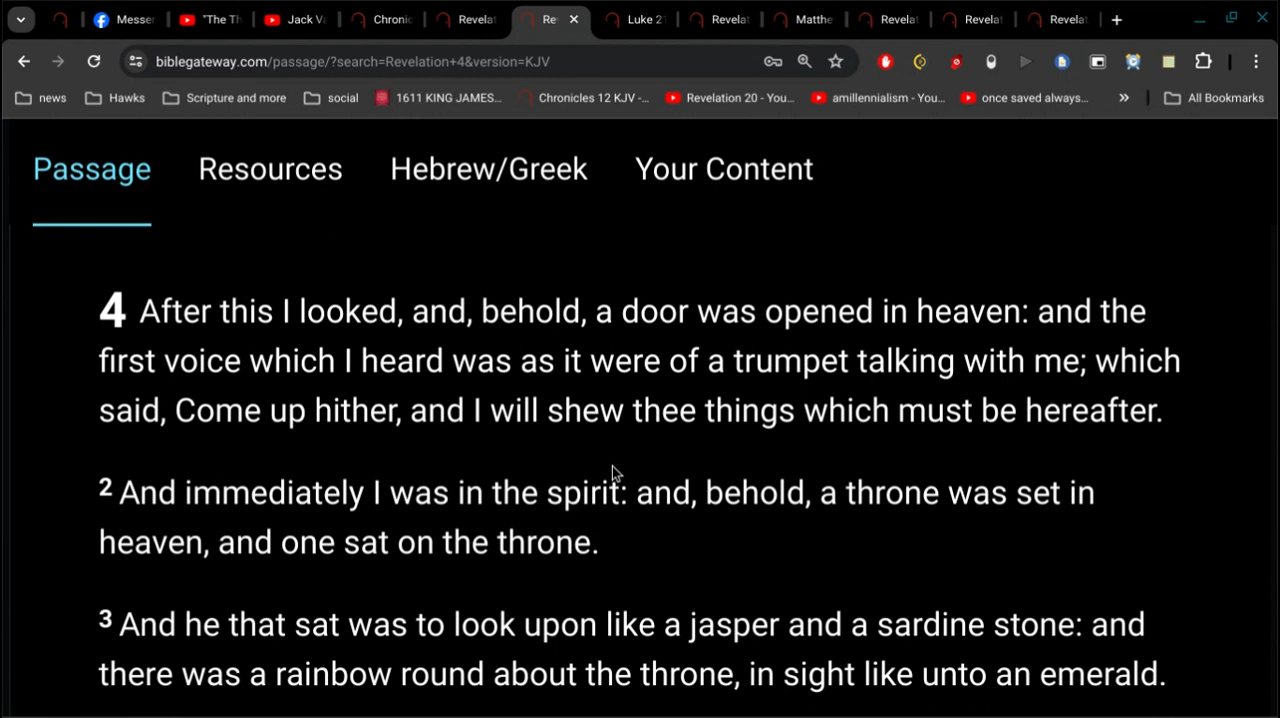 Messer
"The Th
Jack Va
Chronic
Revelat
Re
Luke 21
Revelat
Matthe
Revelat
Revelat
Revelat
biblegateway.com/passage/?search=Revelation+4&version=KJV
news
Hawks
Scripture and more
social
1611 KING JAMES...
Chronicles 12 KJV -...
Revelation 20 - You...
amillennialism - You...
once saved always...
All Bookmarks
Passage
Resources
Hebrew/Greek
Your Content
4 After this I looked, and, behold, a door was opened in heaven: and the
first voice which I heard was as it were of a trumpet talking with me; which
said, Come up hither, and I will shew thee things which must be hereafter.
2 And immediately I was in the spirit: and, behold, a throne was set in
heaven, and one sat on the throne.
3 And he that sat was to look upon like a jasper and a sardine stone: and
there was a rainbow round about the throne, in sight like unto an emerald.